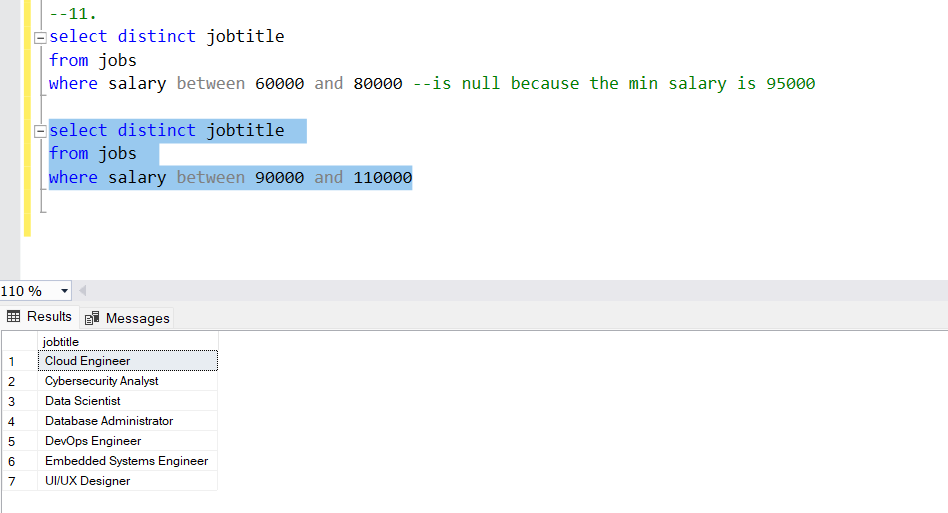 --11.
select distinct jobtitle
from jobs
where salary between 60000 and 80000 --is null because the min salary is 95000
select distinct jobtitle
from jobs
where salary between 90000 and 110000
110 %
Results Messages
jobtitle
1 Cloud Engineer
2 Cybersecurity Analyst
3 Data Scientist
4 Database Administrator
5 DevOps Engineer
6 Embedded Systems Engineer
7 UI/UX Designer